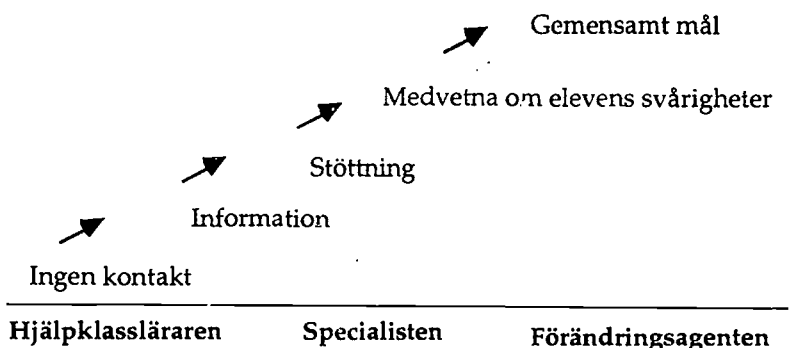 Gemensamt mål
Medvetna om elevens svårigheter
Stöttning
Information
Ingen kontakt
Hjälpklassläraren Specialisten Förändringsagenten